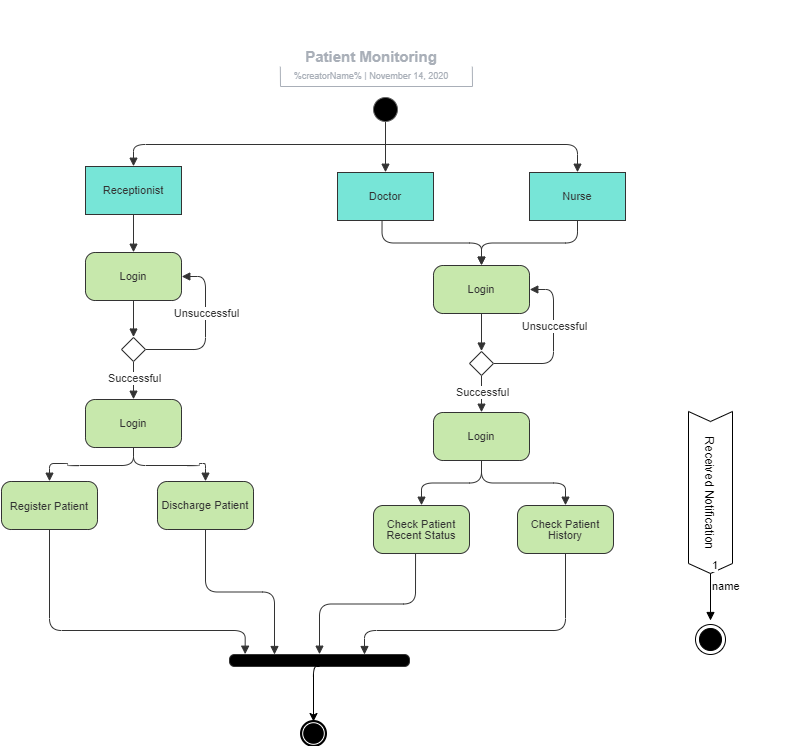 Patient Monitoring
%creatorName% | November 14, 2020
Receptionist
Doctor
Nurse
Login
Login
Unsuccessful
Unsuccessful
Successful
Successful
Login
Login
Register Patient
Discharge Patient
Check Patient
Recent Status
Check Patient
History
Received Notification
1
name